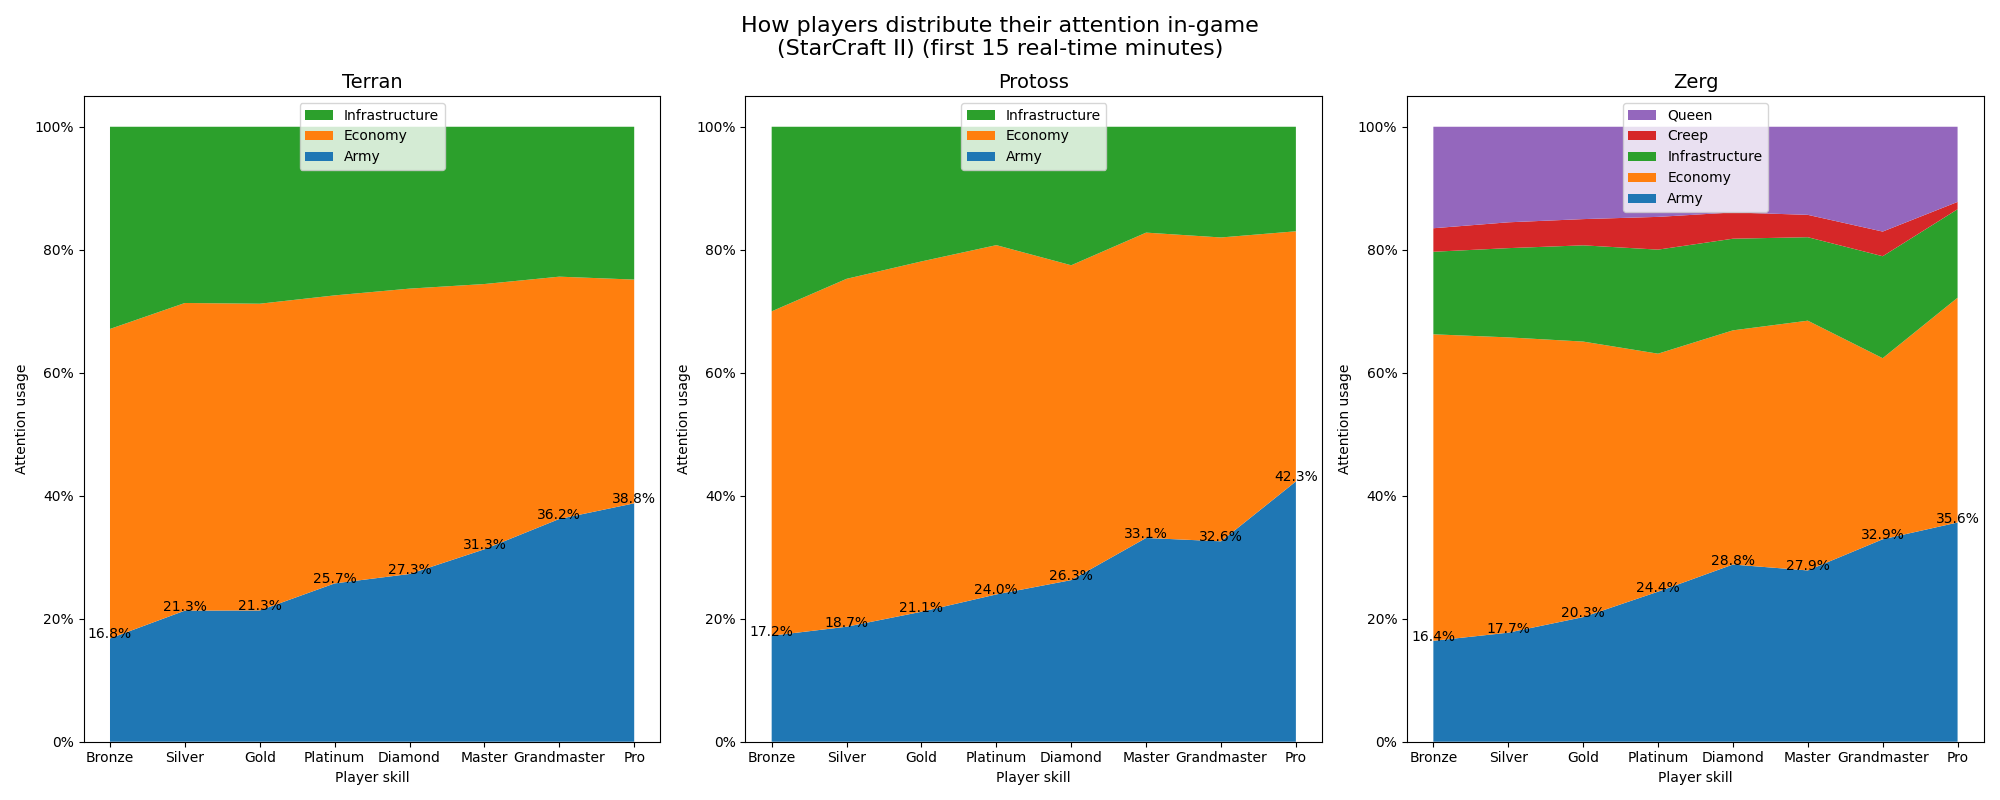 How players distribute their attention in-game
(StarCraft II) (first 15 real-time minutes)
Terran
Infrastructure
Economy
Army
100%
80%
60%
40%
20%
0%
Attention usage
16.8%
21.3%
21.3%
25.7%
27.3%
31.3%
36.2%
38.8%
Bronze Silver Gold Platinum Diamond Master Grandmaster Pro
Player skill
Protoss
Infrastructure
Economy
Army
100%
80%
60%
40%
20%
0%
Attention usage
17.2%
18.7%
21.1%
24.0%
26.3%
33.1%
32.6%
42.3%
Bronze Silver Gold Platinum Diamond Master Grandmaster Pro
Player skill
Zerg
Queen
Creep
Infrastructure
Economy
Army
100%
80%
60%
40%
20%
0%
Attention usage
16.4%
17.7%
20.3%
24.4%
28.8%
27.9%
32.9%
35.6%
Bronze Silver Gold Platinum Diamond Master Grandmaster Pro
Player skill